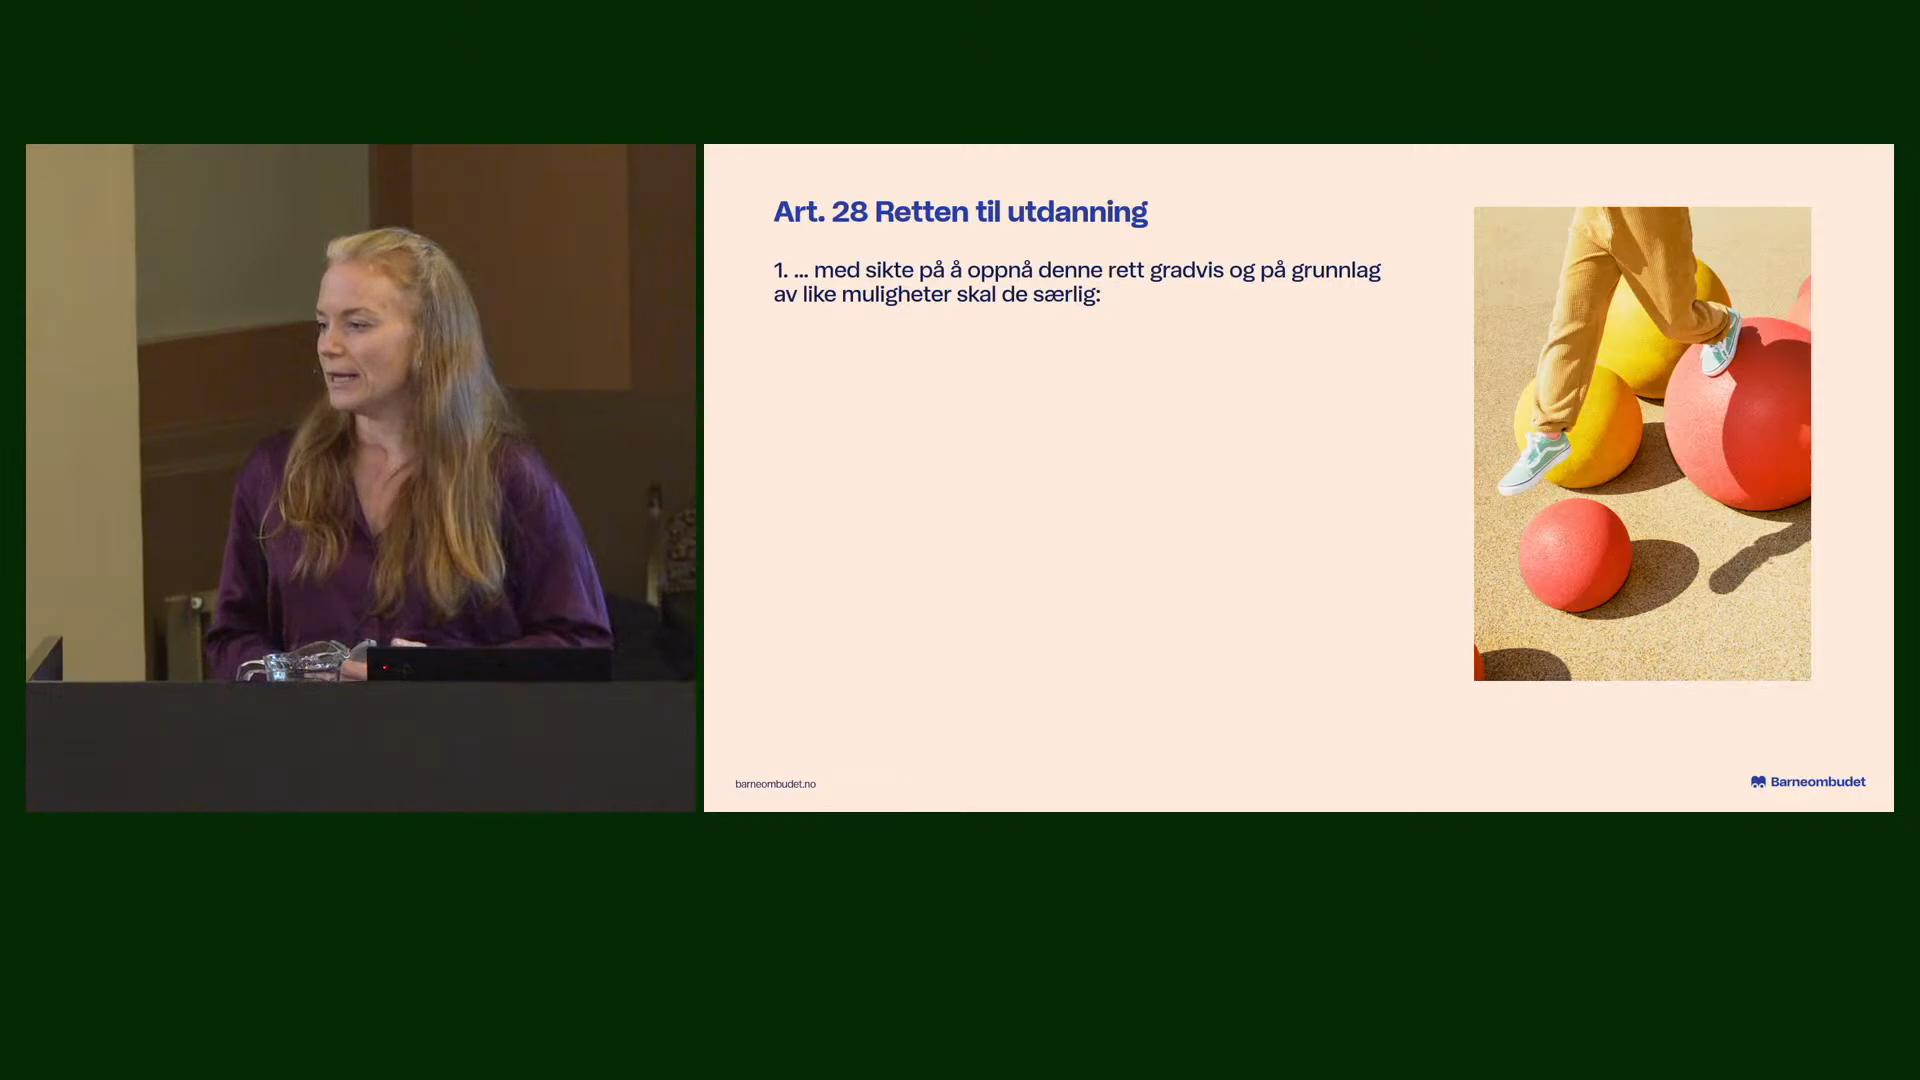 Art. 28 Retten til utdanning
1. ... med sikte på å oppnå denne rett gradvis og på grunnlag
av like muligheter skal de særlig:
barneombudet.no
Barneombudet